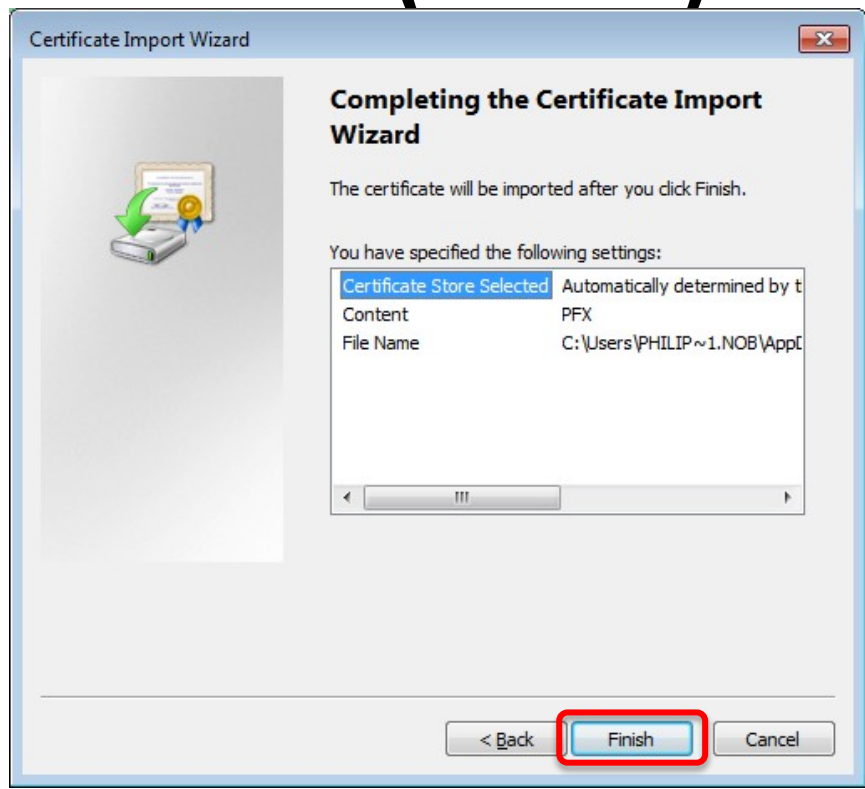 Certificate Import Wizard
Completing the Certificate Import
Wizard
The certificate will be imported after you click Finish.
You have specified the following settings:
Certificate Store Selected Automatically determined by t
Content PFX
File Name C:\Users\PHILIP~1.NOB\App
< Back Finish Cancel